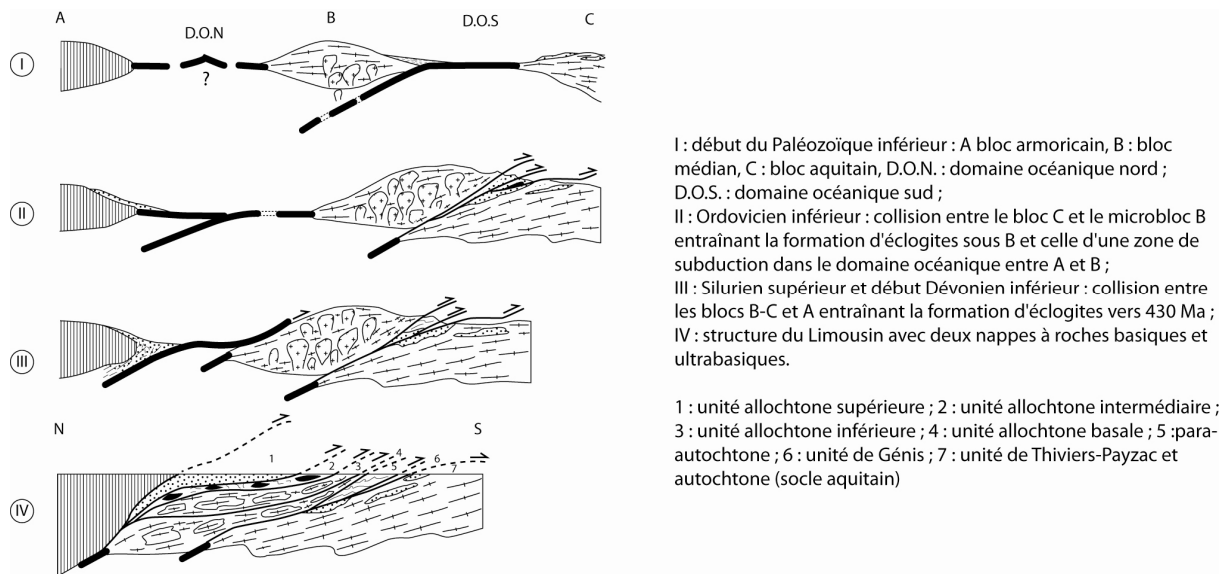 A
B
C
D.O.N
D.O.S
I
?
II
III
N
S
1
2
3
4
5
6
7
IV
I : début du Paléozoïque inférieur : A bloc armoricain, B : bloc
médian, C : bloc aquitain, D.O.N. : domaine océanique nord ;
D.O.S. : domaine océanique sud ;
II : Ordovicien inférieur : collision entre le bloc C et le microbloc B
entraînant la formation d'éclogites sous B et celle d'une zone de
subduction dans le domaine océanique entre A et B ;
III : Silurien supérieur et début Dévonien inférieur : collision entre
les blocs B-C et A entraînant la formation d'éclogites vers 430 Ma ;
IV : structure du Limousin avec deux nappes à roches basiques et
ultrabasiques.
1 : unité allochtone supérieure ; 2 : unité allochtone intermédiaire ;
3 : unité allochtone inférieure ; 4 : unité allochtone basale ; 5 :para-
autochtone ; 6 : unité de Génis ; 7 : unité de Thiviers-Payzac et
autochtone (socle aquitain)